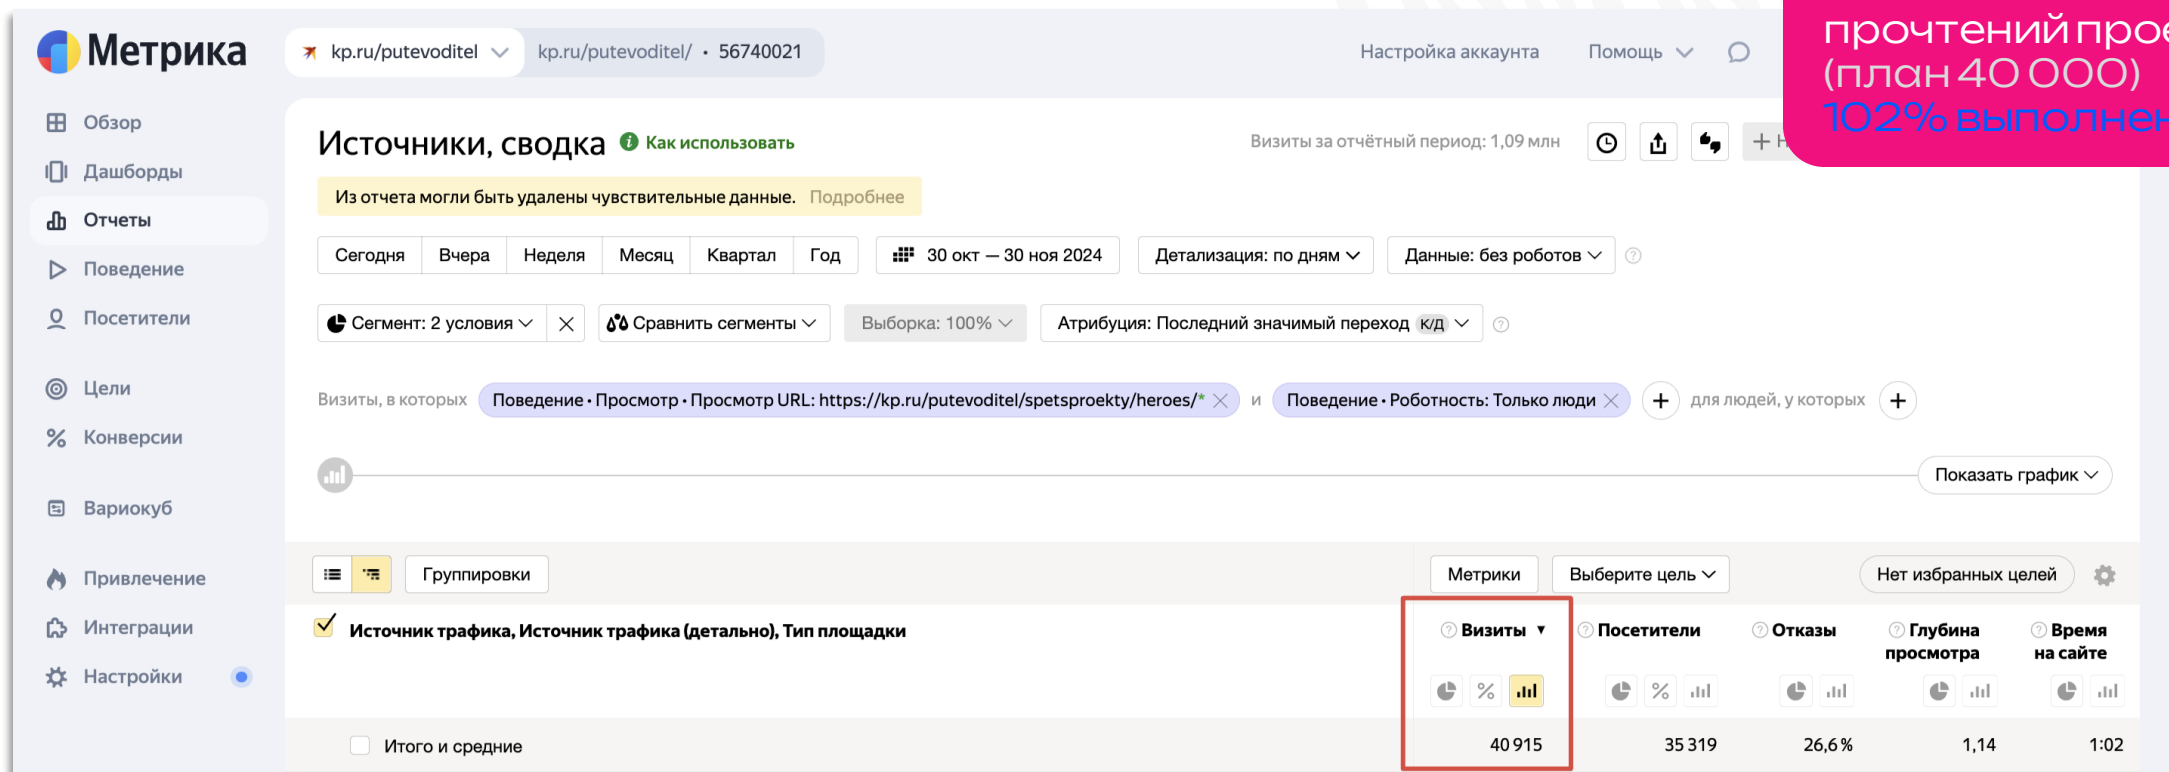 Метрика
kp.ru/putevoditel
kp.ru/putevoditel/ • 56740021
Настройка аккаунта
Помощь
(план 40 000)
102%
Обзор
Дашборды
Отчеты
Поведение
Посетители
Цели
Конверсии
Вариокуб
Привлечение
Интеграции
Настройки
Источники, сводка
Как использовать
Визиты за отчётный период: 1,09 млн
Из отчета могли быть удалены чувствительные данные. Подробнее
Сегодня Вчера Неделя Месяц Квартал Год 30 окт — 30 ноя 2024 Детализация: по дням Данные: без роботов
Сегмент: 2 условия Сравнить сегменты Выборка: 100% Атрибуция: Последний значимый переход К/Д
Визиты, в которых Поведение • Просмотр • Просмотр URL: https://kp.ru/putevoditel/spetsproekty/heroes/* и Поведение • Роботность: Только люди + для людей, у которых +
Показать график
Группировки Метрики Выберите цель Нет избранных целей
Источник трафика, Источник трафика (детально), Тип площадки
Визиты ▼ Посетители Отказы Глубина просмотра Время на сайте
Итого и средние 40 915 35 319 26,6 % 1,14 1:02